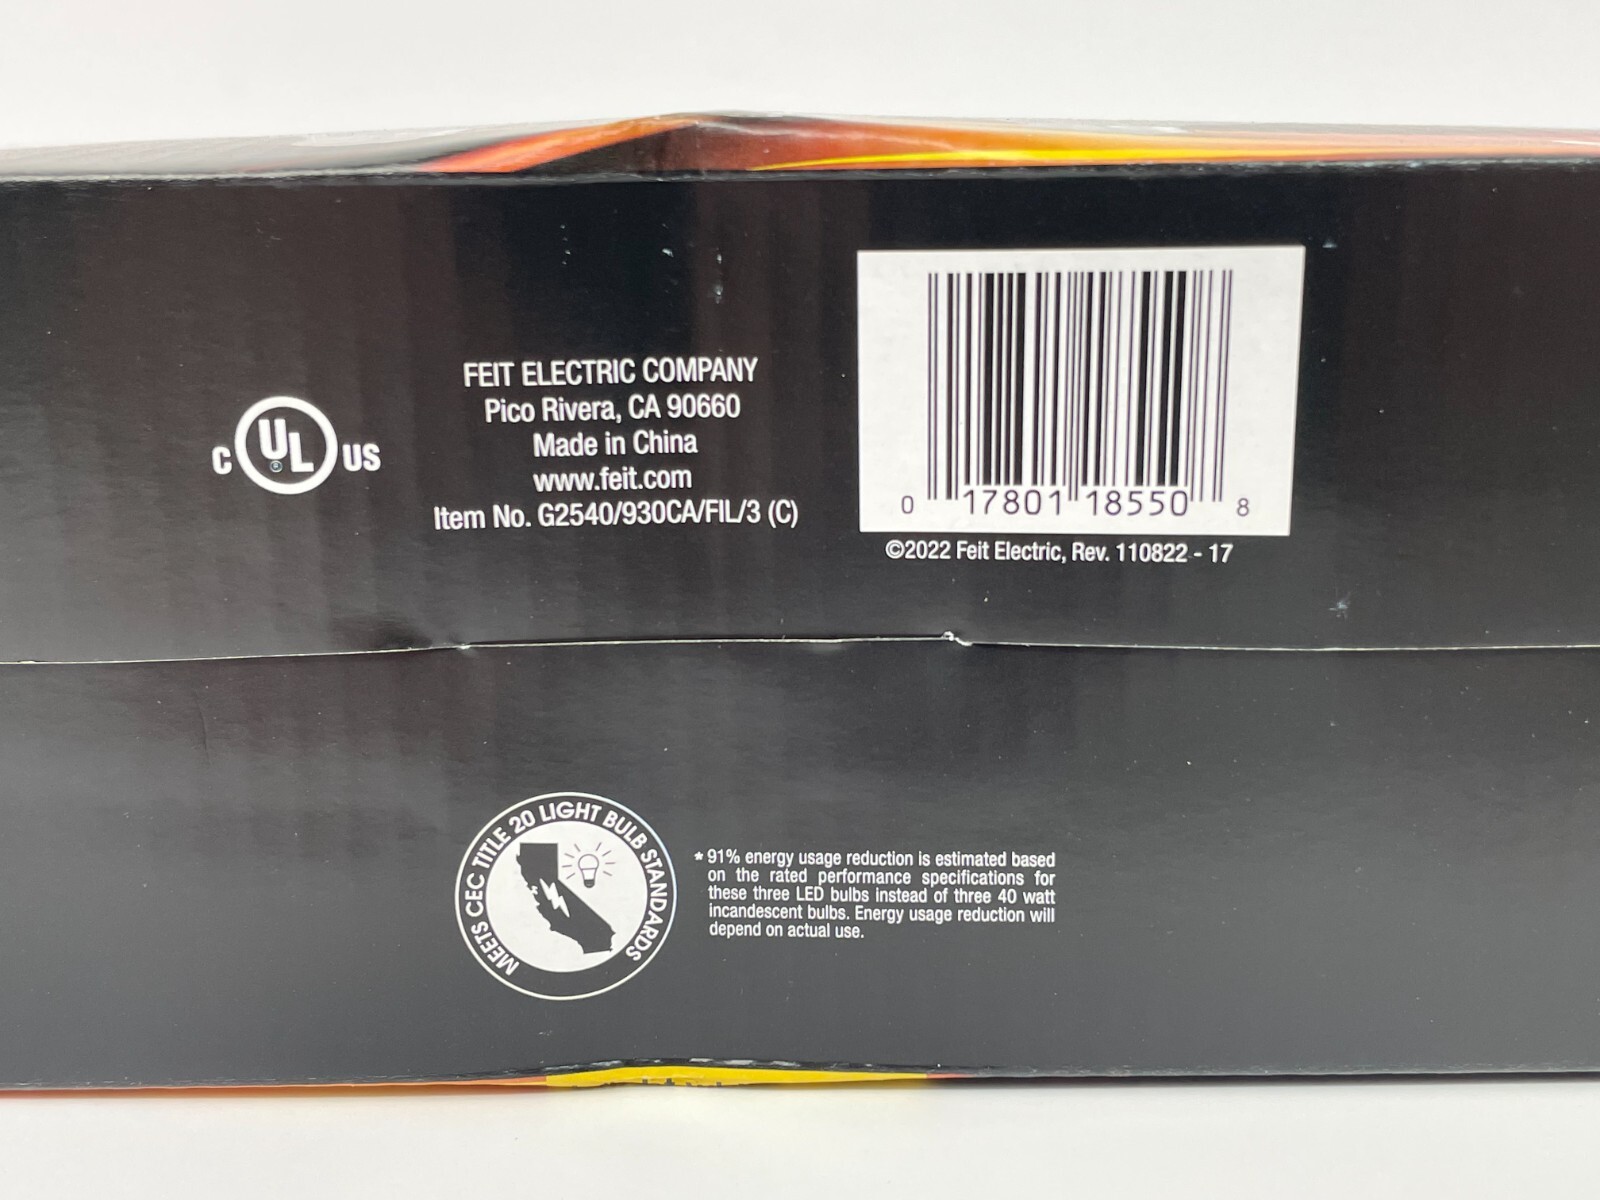 C UL ® US
FEIT ELECTRIC COMPANY
Pico Rivera, CA 90660
Made in China
www.feit.com
Item No. G2540/930CA/FIL/3 (C)
0 17801 18550 8
©2022 Feit Electric, Rev. 110822 - 17
MEETS CEC TITLE 20 LIGHT BULB STANDARDS
* 91% energy usage reduction is estimated based
on the rated performance specifications for
these three LED bulbs instead of three 40 watt
incandescent bulbs. Energy usage reduction will
depend on actual use.